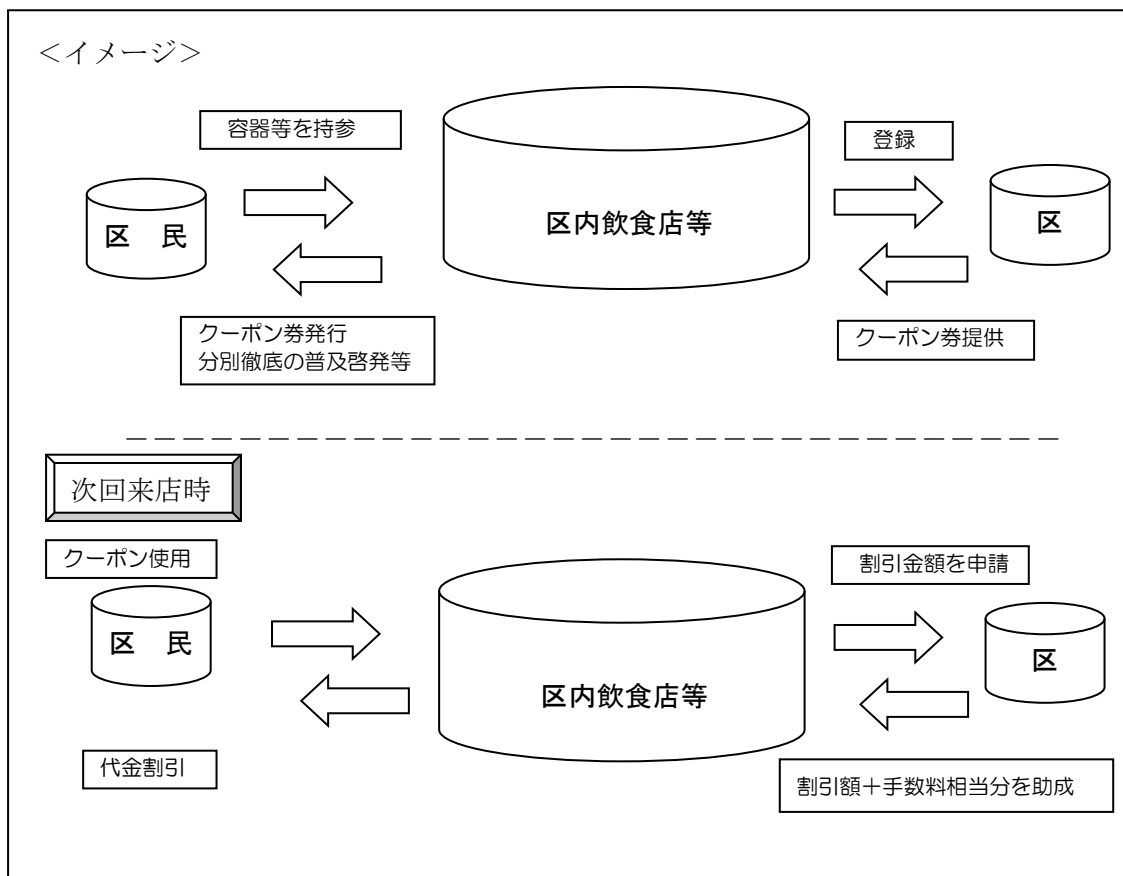 ＜イメージ＞
容器等を持参
登録
区　民
区内飲食店等
区
クーポン券発行
分別徹底の普及啓発等
クーポン券提供
次回来店時
クーポン使用
割引金額を申請
区　民
区内飲食店等
区
代金割引
割引額＋手数料相当分を助成